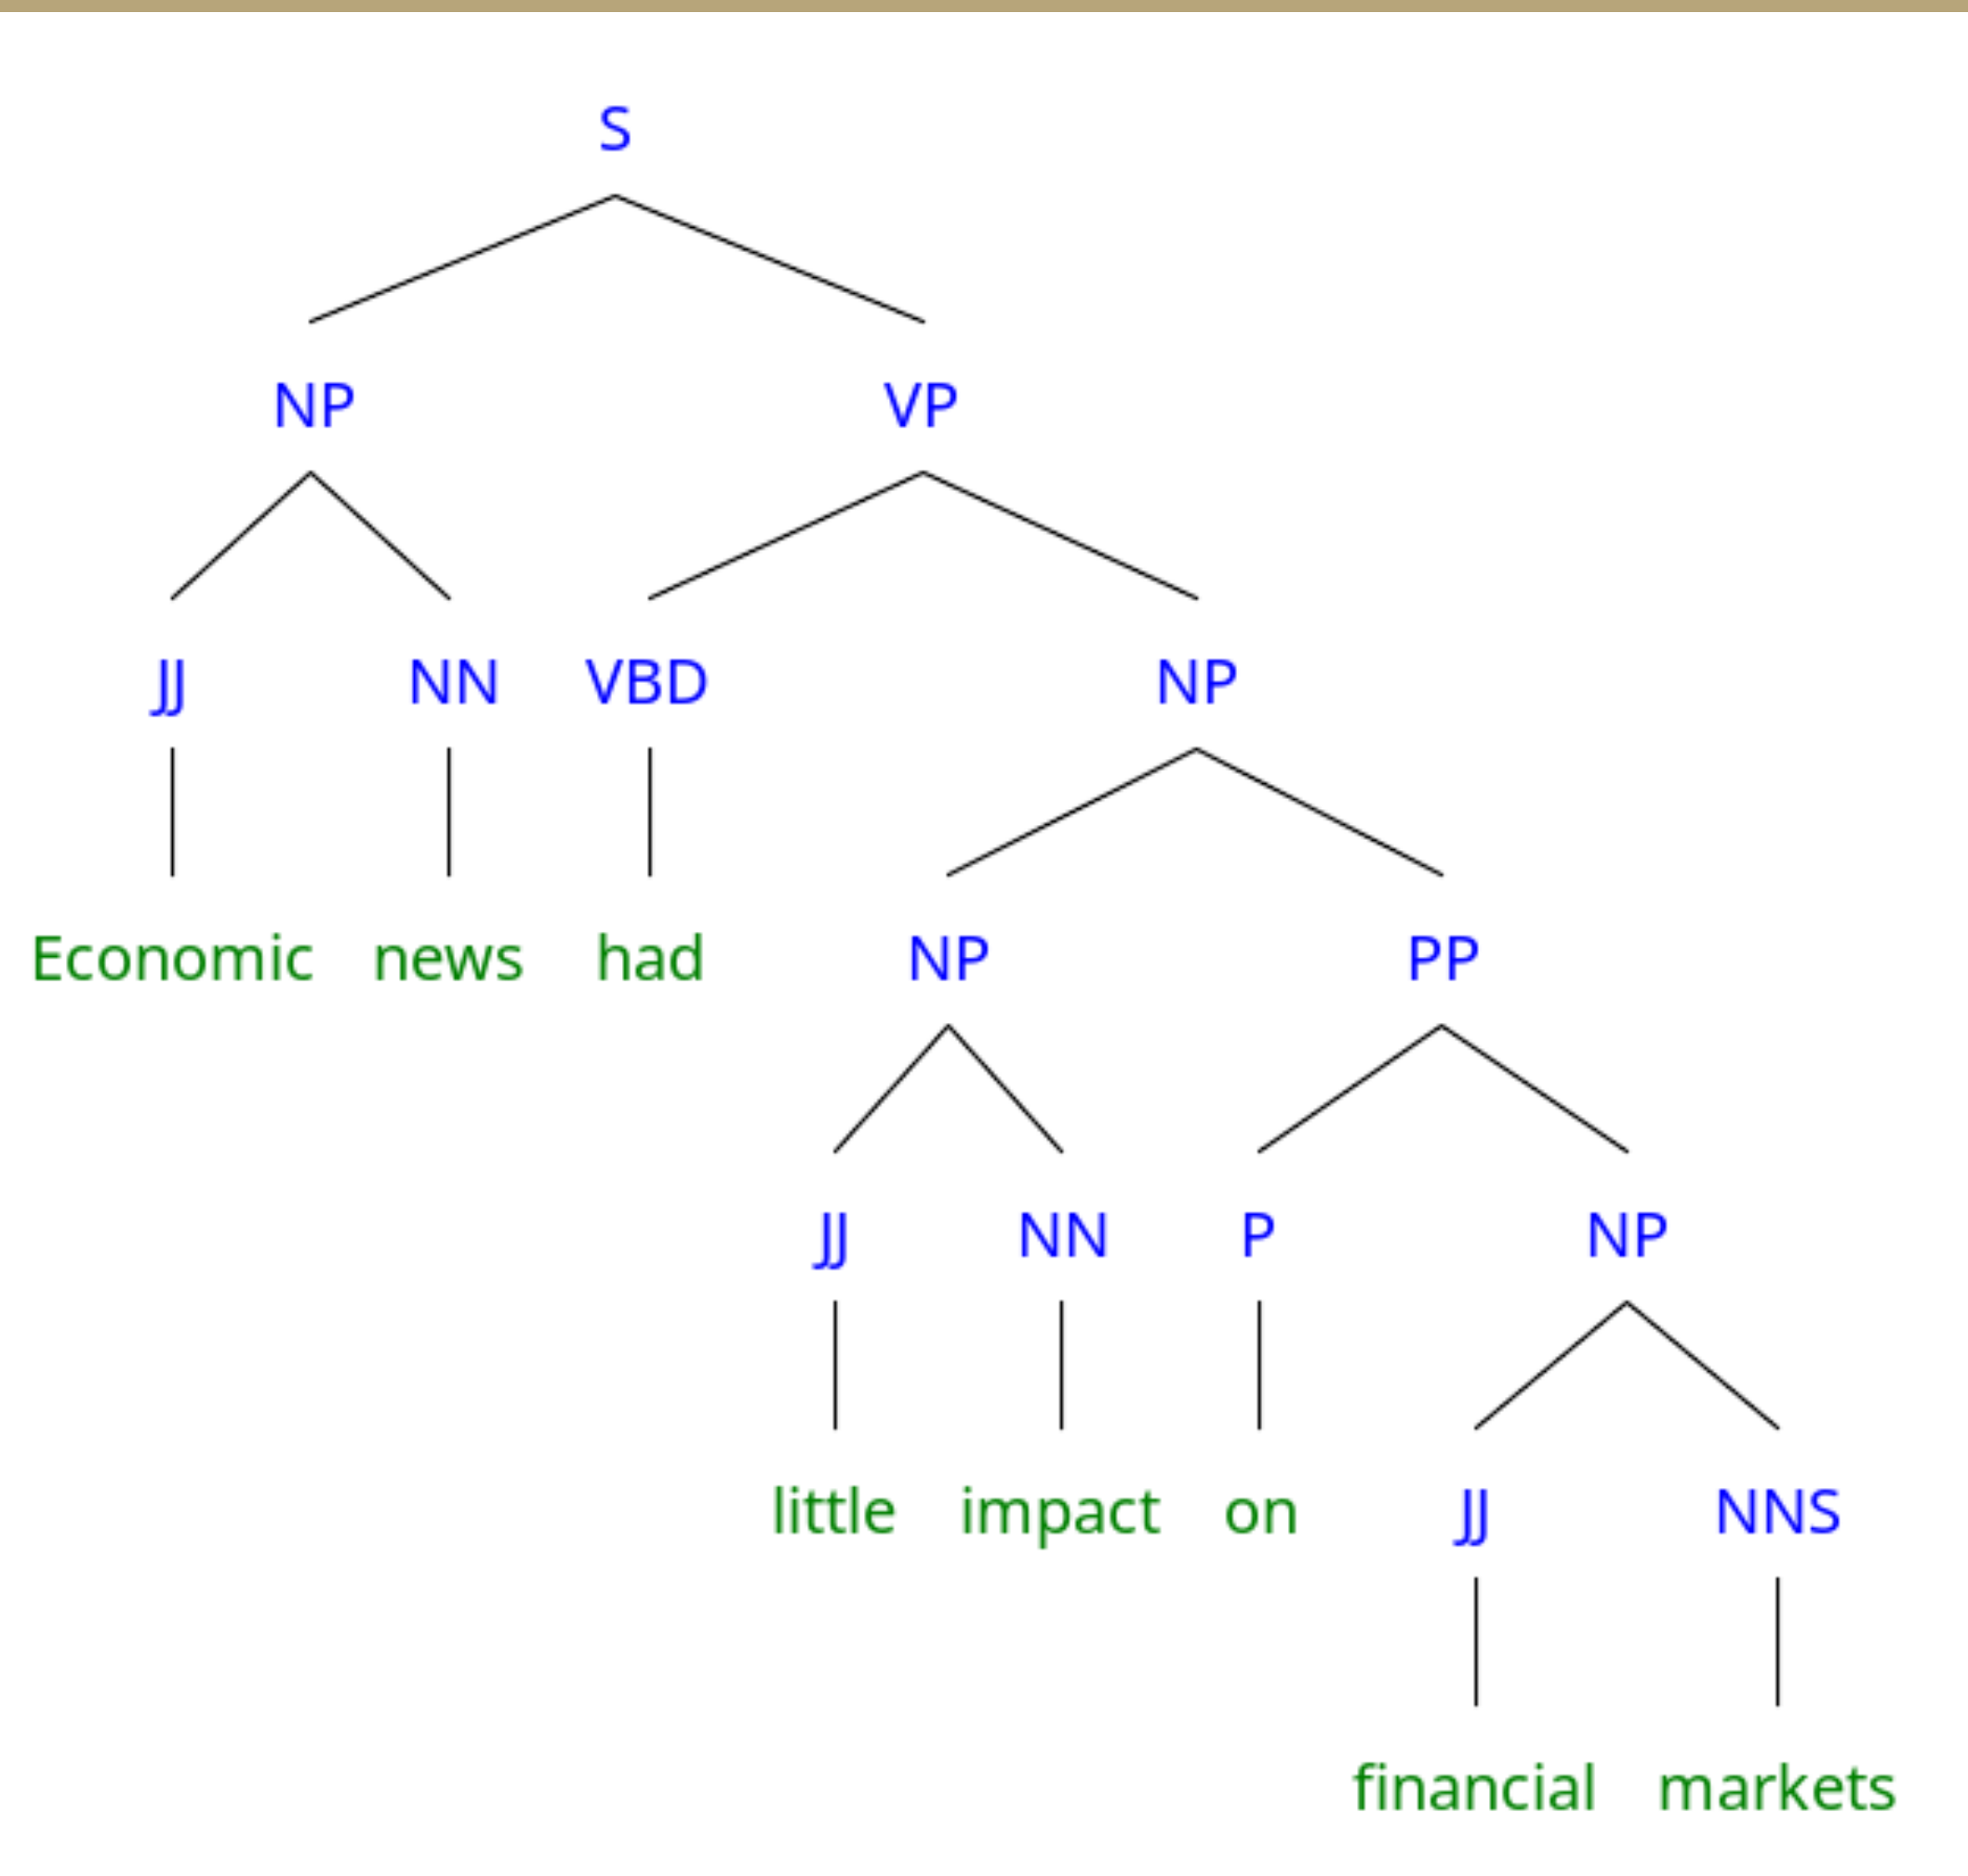 S
NP VP
JJ NN VBD NP
Economic news had NP PP
JJ NN P NP
little impact on JJ NNS
financial markets